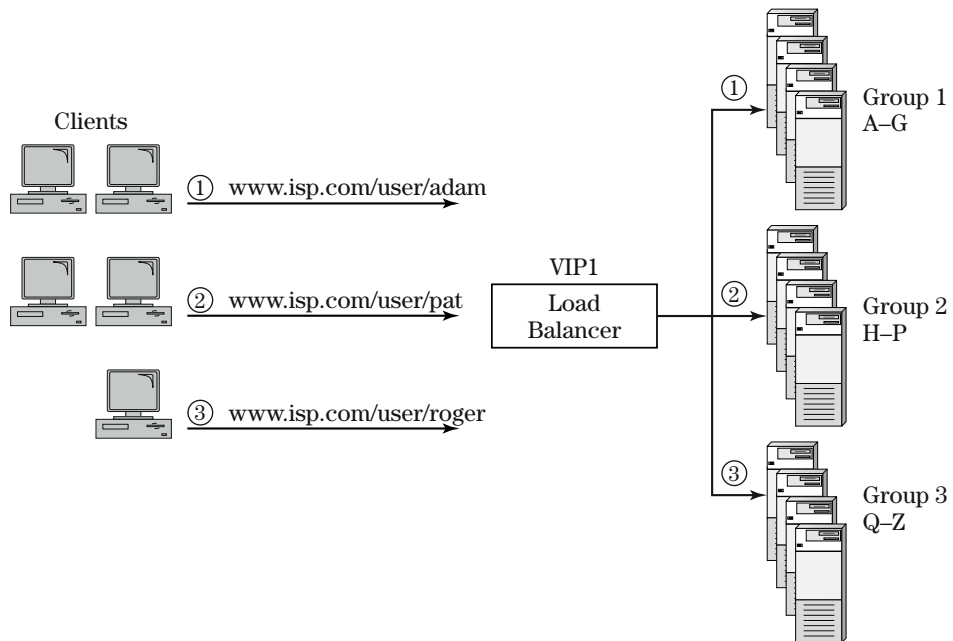 Clients
① www.isp.com/user/adam
② www.isp.com/user/pat
③ www.isp.com/user/roger
VIP1
Load
Balancer
①
Group 1
A–G
②
Group 2
H–P
③
Group 3
Q–Z